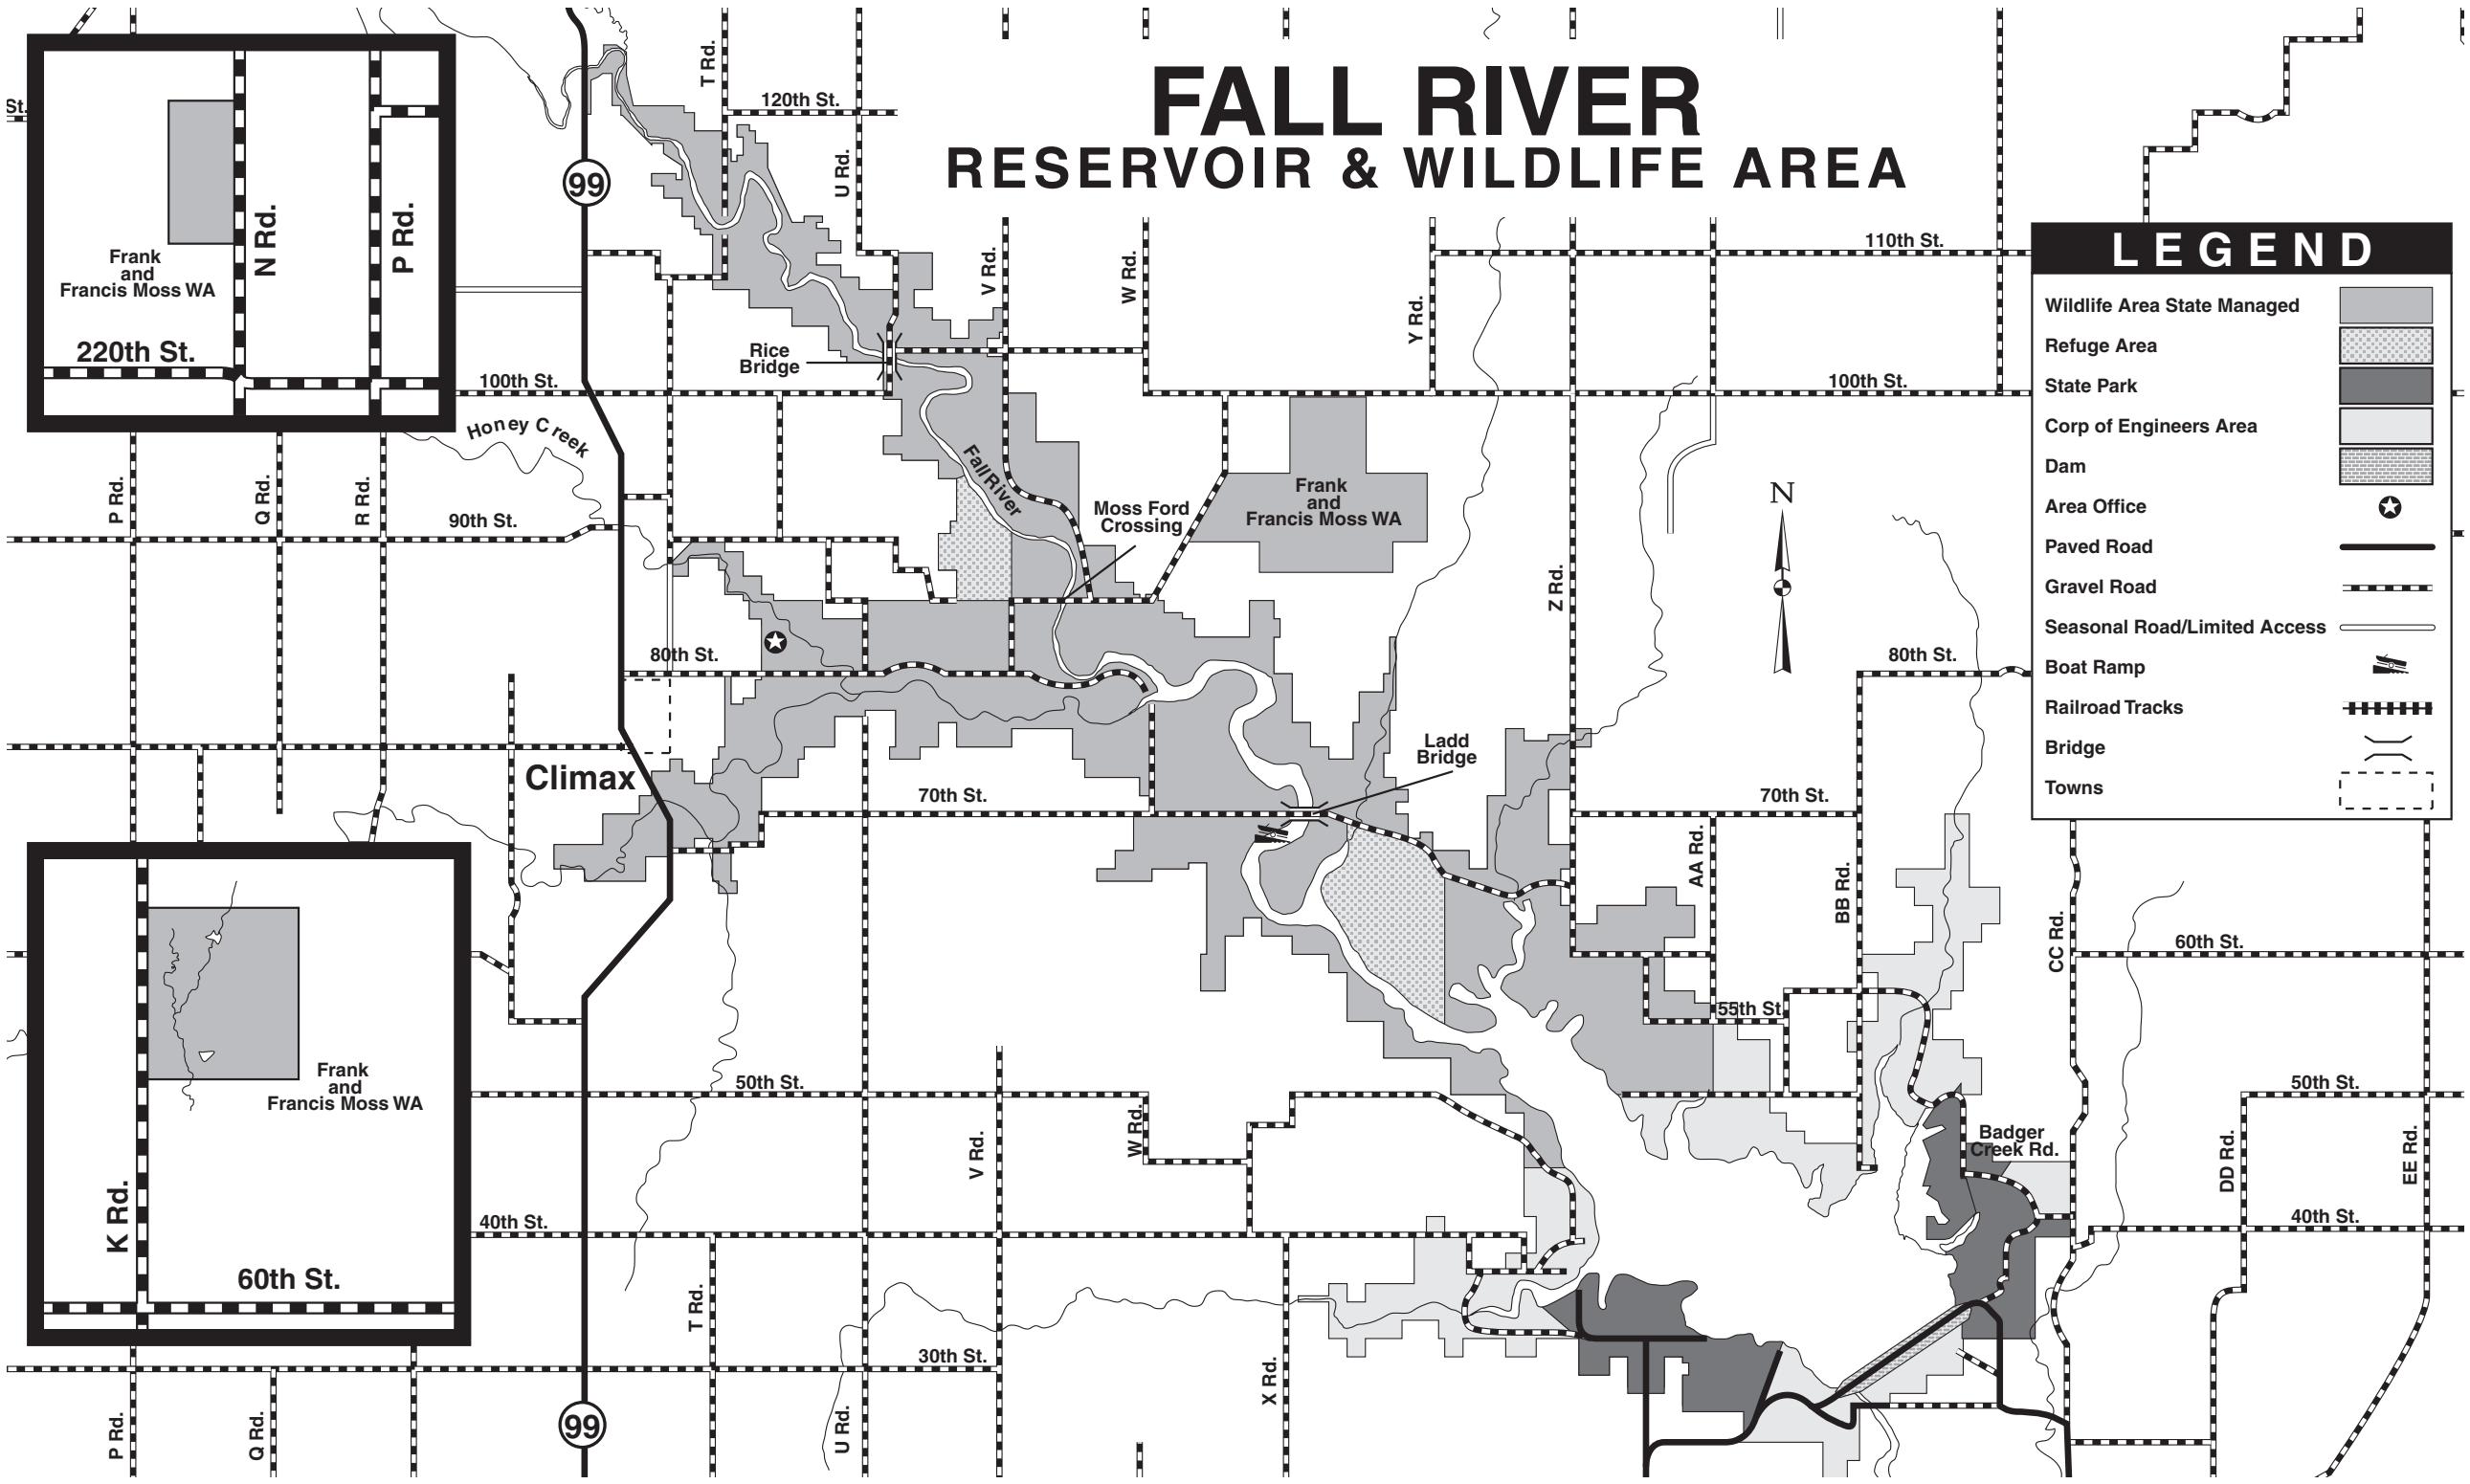 FALL RIVER
RESERVOIR & WILDLIFE AREA
St.
T Rd.
120th St.
U Rd.
99
N Rd.
P Rd.
Frank
and
Francis Moss WA
220th St.
V Rd.
W Rd.
Y Rd.
110th St.
Rice
Bridge
100th St.
100th St.
Honey Creek
Fall River
P Rd.
Q Rd.
R Rd.
90th St.
Moss Ford
Crossing
Frank
and
Francis Moss WA
N
Z Rd.
80th St.
80th St.
Climax
Ladd
Bridge
70th St.
70th St.
AA Rd.
BB Rd.
CC Rd.
60th St.
55th St.
K Rd.
Frank
and
Francis Moss WA
60th St.
50th St.
50th St.
V Rd.
W Rd.
Badger
Creek Rd.
DD Rd.
EE Rd.
40th St.
40th St.
T Rd.
30th St.
X Rd.
P Rd.
Q Rd.
99
U Rd.
LEGEND
Wildlife Area State Managed
Refuge Area
State Park
Corp of Engineers Area
Dam
Area Office
Paved Road
Gravel Road
Seasonal Road/Limited Access
Boat Ramp
Railroad Tracks
Bridge
Towns